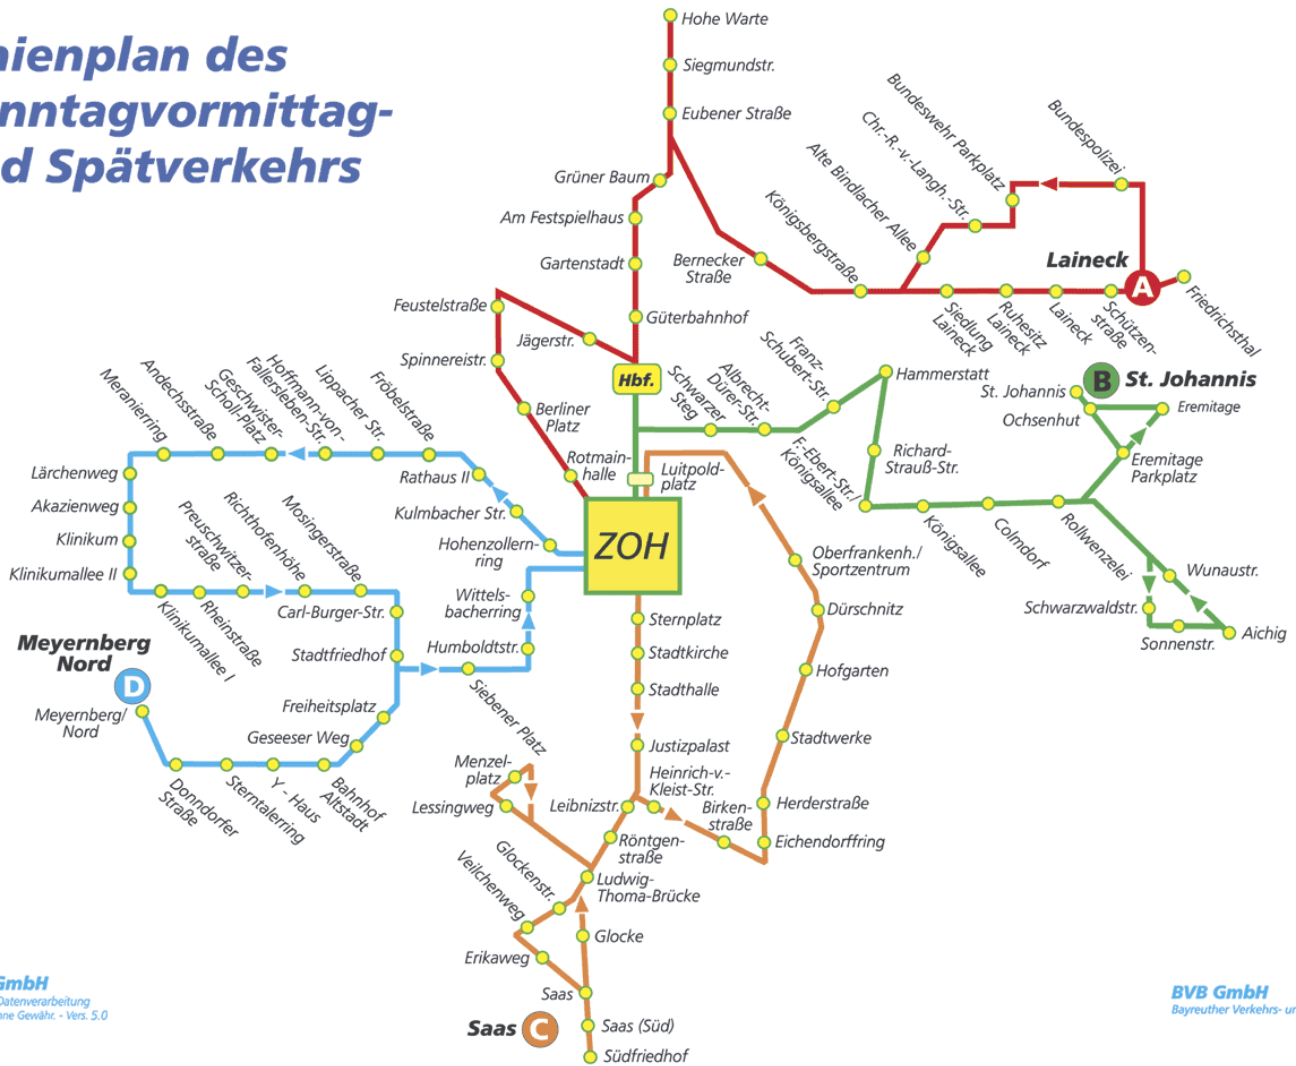 nienplan des
nntagvormittag-
d Spätverkehrs
Hohe Warte
Siegmundstr.
Eubener Straße
Grüner Baum
Am Festspielhaus
Gartenstadt
Güterbahnhof
Bernecker
Straße
Königsbergstraße
Alte Bindlacher Allee
Chr.-R.-v.-Langh.-Str.
Bundeswehr Parkplatz
Bundespolizei
Laineck
A
Friedrichsthal
Siedlung
Laineck
Ruhesitz
Laineck
Laineck
Schützen-
straße
Feustelstraße
Jägerstr.
Spinnereistr.
Berliner
Platz
Rotmain-
halle
Hbf.
Schwarzer
Steg
Albrecht-
Dürer-Str.
Franz-
Schubert-Str.
Hammerstatt
Richard-
Strauß-Str.
F.-Ebert-Str./
Königsallee
Königsallee
Colmdorf
Rollwenzelei
B
St. Johannis
St. Johannis
Ochsenhut
Eremitage
Eremitage
Parkplatz
Wunaustr.
Schwarzwaldstr.
Sonnenstr.
Aichig
Luitpold-
platz
ZOH
Meranierring
Andechsstraße
Geschwister-
Scholl-Platz
Hoffmann-von-
Fallersleben-Str.
Lippacher Str.
Fröbelstraße
Rathaus II
Kulmbacher Str.
Hohenzollern-
ring
Lärchenweg
Akazienweg
Klinikum
Klinikumallee II
Klinikumallee I
Rheinstraße
Preuschwitzer-
straße
Richthofenhöhe
Mosingerstraße
Carl-Burger-Str.
Stadtfriedhof
Wittels-
bacherring
Humboldtstr.
Siebener Platz
Freiheitsplatz
Geseeser Weg
Meyernberg
Nord
D
Meyernberg/
Nord
Donndorfer
Straße
Sterntalerring
Y - Haus
Bahnhof
Altstadt
Sternplatz
Stadtkirche
Stadthalle
Justizpalast
Heinrich-v.-
Kleist-Str.
Birken-
straße
Eichendorffring
Herderstraße
Stadtwerke
Hofgarten
Dürschnitz
Oberfrankenh./
Sportzentrum
Menzel-
platz
Lessingweg
Leibnizstr.
Röntgen-
straße
Ludwig-
Thoma-Brücke
Glockenstr.
Veilchenweg
Erikaweg
Glocke
Saas
Saas
C
Saas (Süd)
Südfriedhof
GmbH
Datenverarbeitung
ne Gewähr. - Vers. 5.0
BVB GmbH
Bayreuther Verkehrs- u